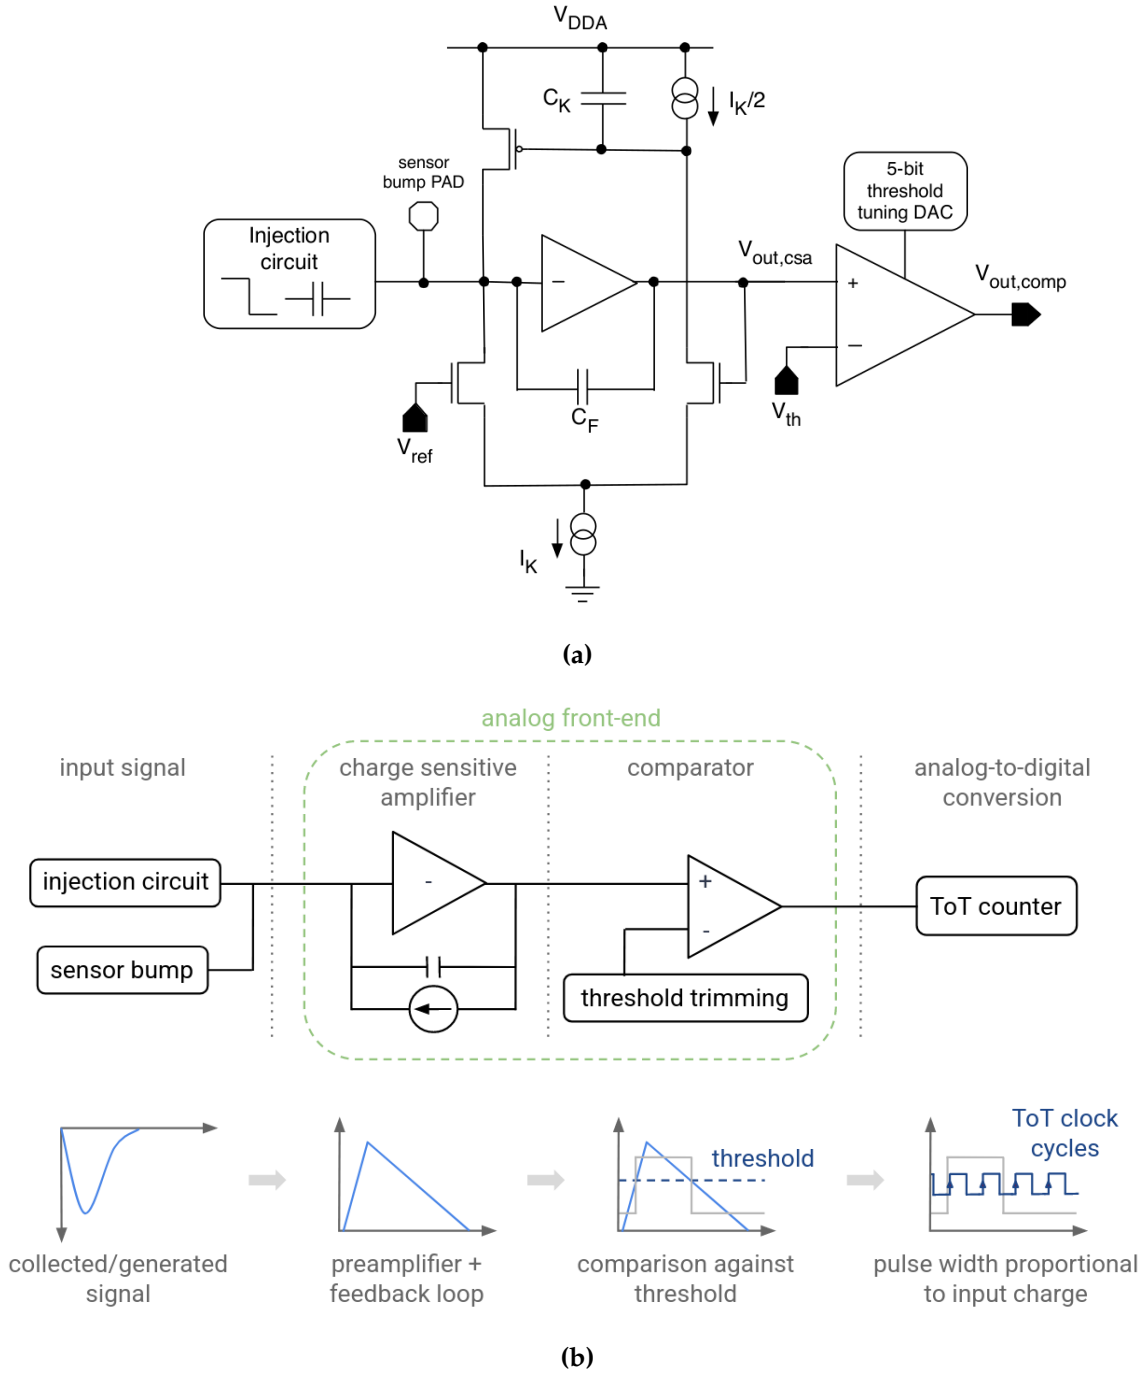 VDDA
CK
IK/2
sensor
bump PAD
5-bit
threshold
tuning DAC
Injection
circuit
Vout,csa
Vout,comp
−
+
−
Vth
CF
Vref
IK
(a)
analog front-end
input signal
charge sensitive
amplifier
comparator
analog-to-digital
conversion
injection circuit
-
+
ToT counter
-
sensor bump
threshold trimming
ToT clock
cycles
threshold
collected/generated
signal
preamplifier +
feedback loop
comparison against
threshold
pulse width proportional
to input charge
(b)